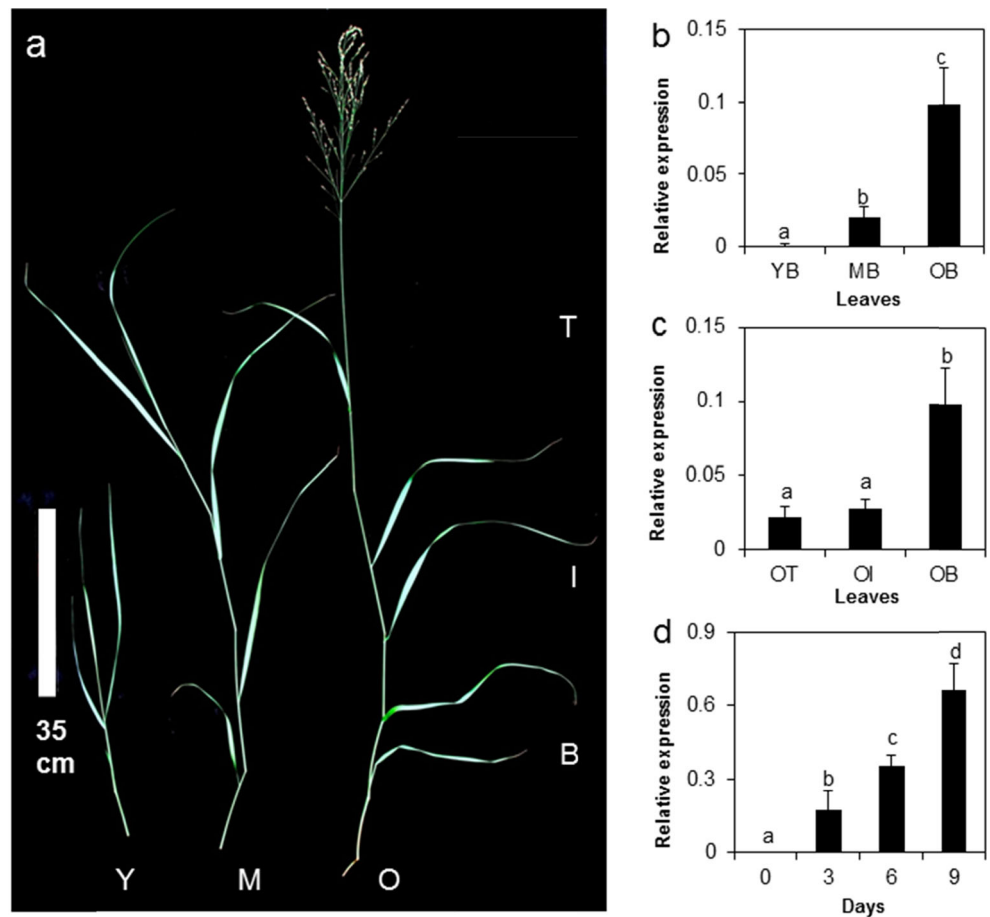 a
T
I
B
35
cm
Y M O
b
Relative expression
0.15
0.1
0.05
0
a
b
c
YB MB OB
Leaves
c
Relative expression
0.15
0.1
0.05
0
a
a
b
OT OI OB
Leaves
d
Relative expression
0.9
0.6
0.3
0
a
b
c
d
0 3 6 9
Days